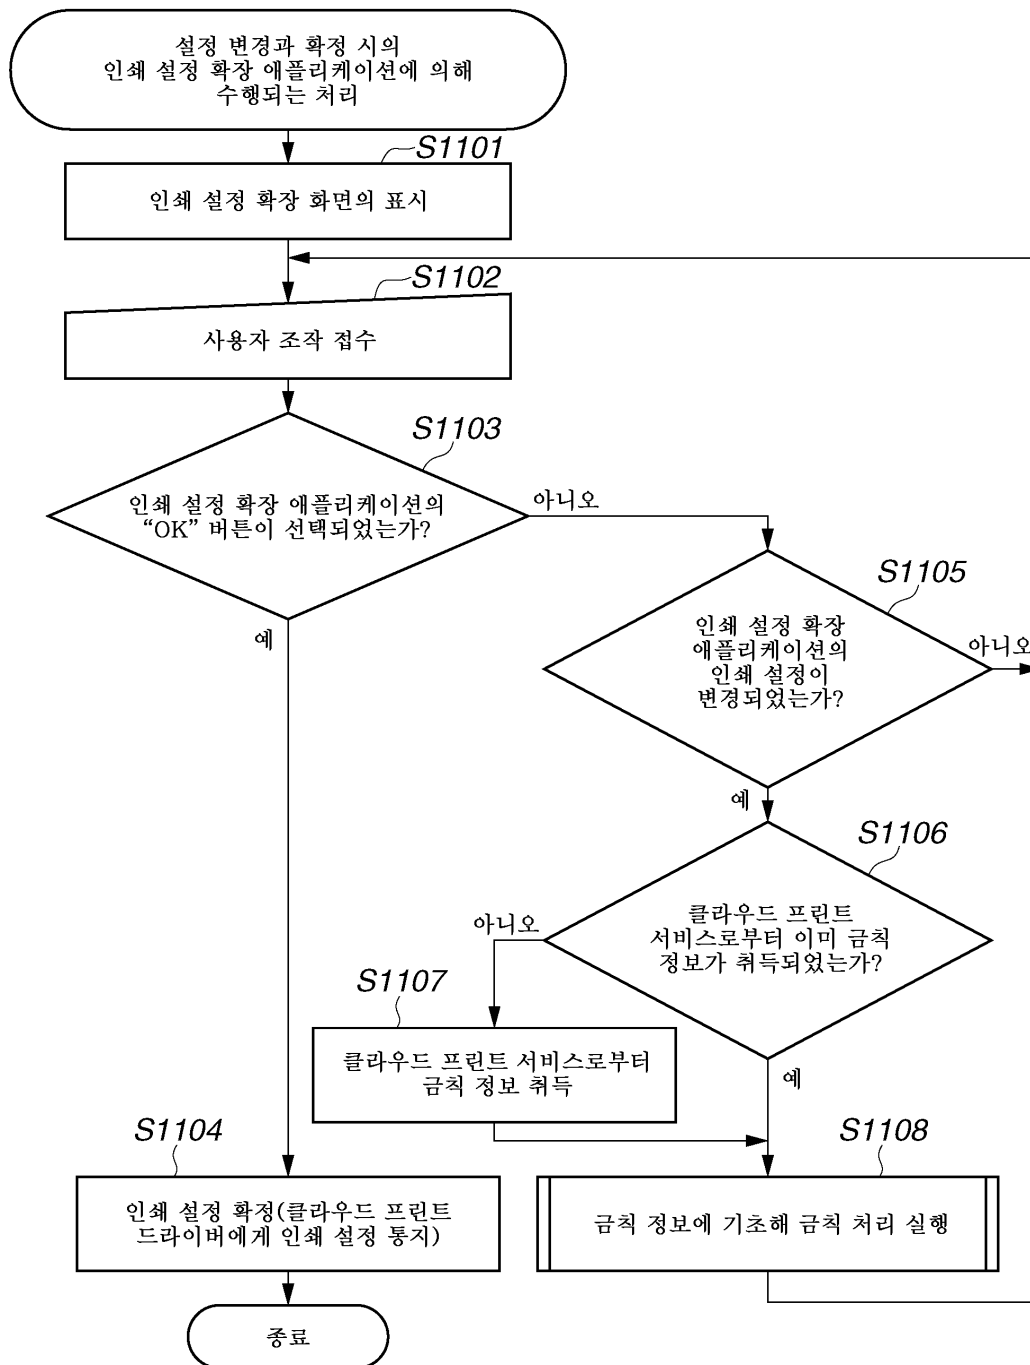 설정 변경과 확정 시의
인쇄 설정 확장 애플리케이션에 의해
수행되는 처리
S1101
인쇄 설정 확장 화면의 표시
S1102
사용자 조작 접수
S1103
인쇄 설정 확장 애플리케이션의
“OK” 버튼이 선택되었는가?
아니오
예
S1105
인쇄 설정 확장
애플리케이션의
인쇄 설정이
변경되었는가?
아니오
예
S1106
클라우드 프린트
서비스로부터 이미 금칙
정보가 취득되었는가?
아니오
예
S1107
클라우드 프린트 서비스로부터
금칙 정보 취득
S1104
인쇄 설정 확정(클라우드 프린트
드라이버에게 인쇄 설정 통지)
S1108
금칙 정보에 기초해 금칙 처리 실행
종료